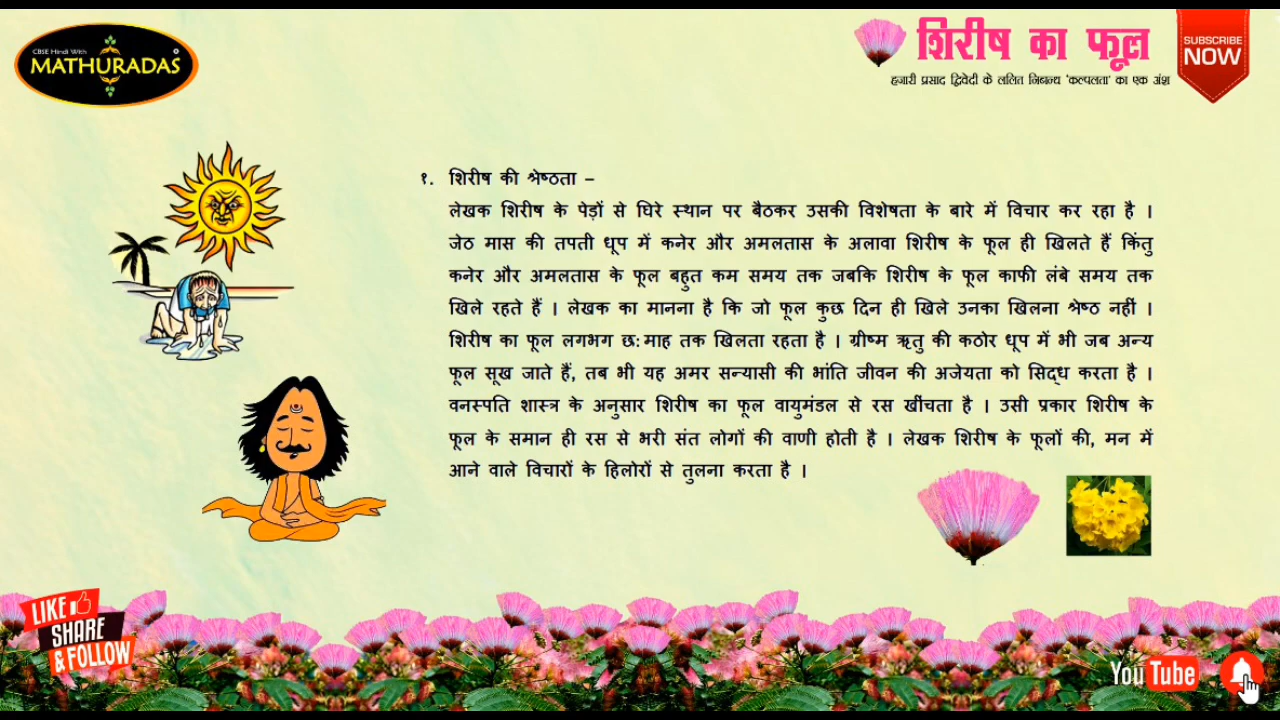 CBSE Hindi With
MATHURADAS
शिरीष का फूल
हजारी प्रसाद द्विवेदी के ललित निबन्ध 'कल्पलता' का एक अंश
SUBSCRIBE
NOW
१. शिरीष की श्रेष्ठता –
लेखक शिरीष के पेड़ों से घिरे स्थान पर बैठकर उसकी विशेषता के बारे में विचार कर रहा है ।
जेठ मास की तपती धूप में कनेर और अमलतास के अलावा शिरीष के फूल ही खिलते हैं किंतु
कनेर और अमलतास के फूल बहुत कम समय तक जबकि शिरीष के फूल काफी लंबे समय तक
खिले रहते हैं । लेखक का मानना है कि जो फूल कुछ दिन ही खिले उनका खिलना श्रेष्ठ नहीं ।
शिरीष का फूल लगभग छ: माह तक खिलता रहता है । ग्रीष्म ऋतु की कठोर धूप में भी जब अन्य
फूल सूख जाते हैं, तब भी यह अमर सन्यासी की भांति जीवन की अजेयता को सिद्ध करता है ।
वनस्पति शास्त्र के अनुसार शिरीष का फूल वायुमंडल से रस खींचता है । उसी प्रकार शिरीष के
फूल के समान ही रस से भरी संत लोगों की वाणी होती है । लेखक शिरीष के फूलों की, मन में
आने वाले विचारों के हिलोरों से तुलना करता है ।
LIKE
SHARE
& FOLLOW
YouTube